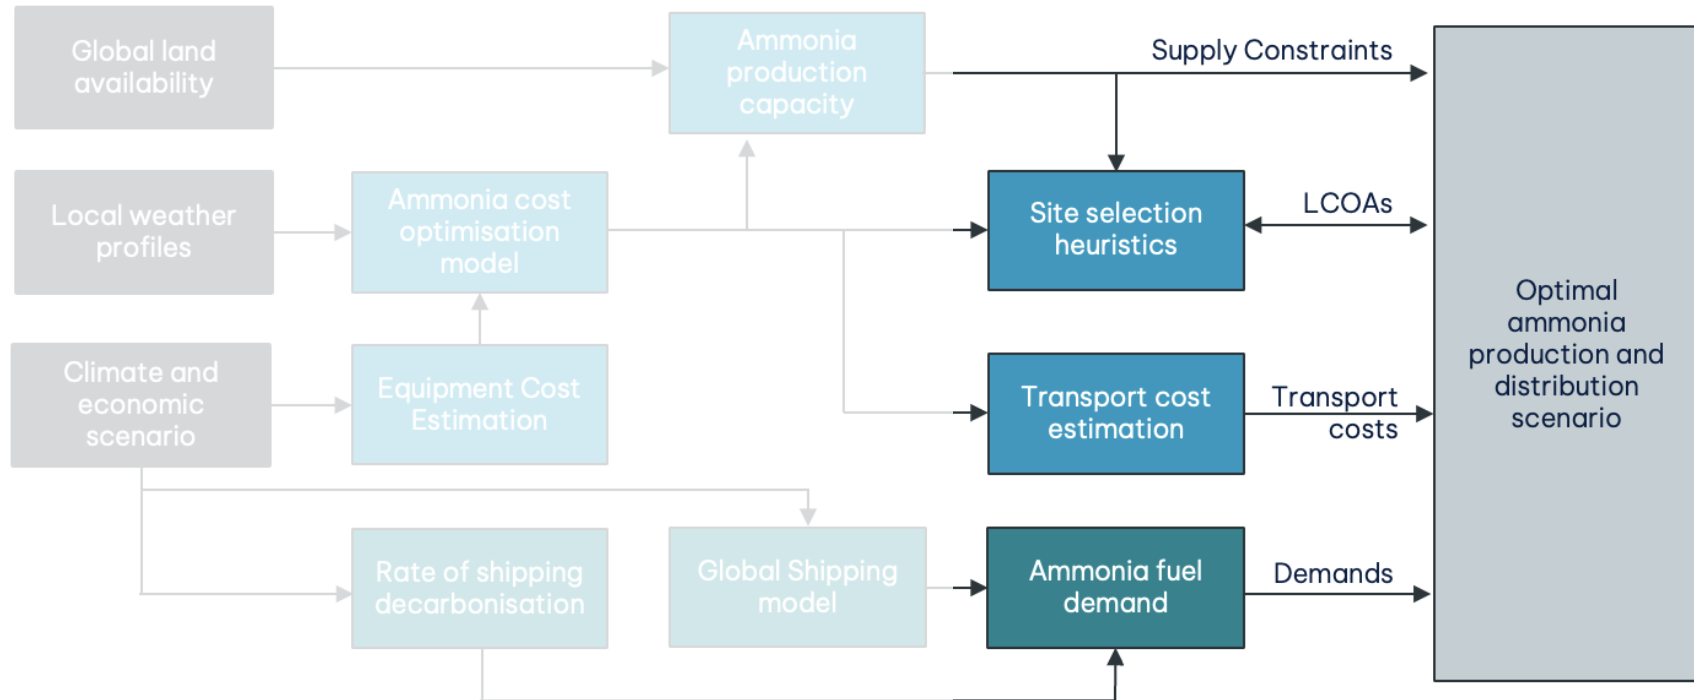 Global land
availability
Ammonia
production
capacity
Supply Constraints
Local weather
profiles
Ammonia cost
optimisation
model
Site selection
heuristics
LCOAs
Climate and
economic
scenario
Equipment Cost
Estimation
Transport cost
estimation
Transport
costs
Rate of shipping
decarbonisation
Global Shipping
model
Ammonia fuel
demand
Demands
Optimal
ammonia
production and
distribution
scenario